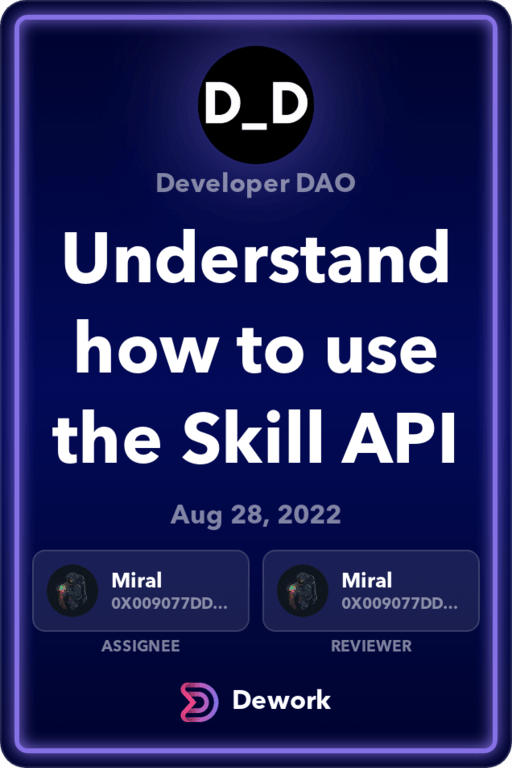 D_D
Developer DAO
Understand
how to use
the Skill API
Aug 28, 2022
Miral
0X009077DD...
ASSIGNEE
Miral
0X009077DD...
REVIEWER
Dework